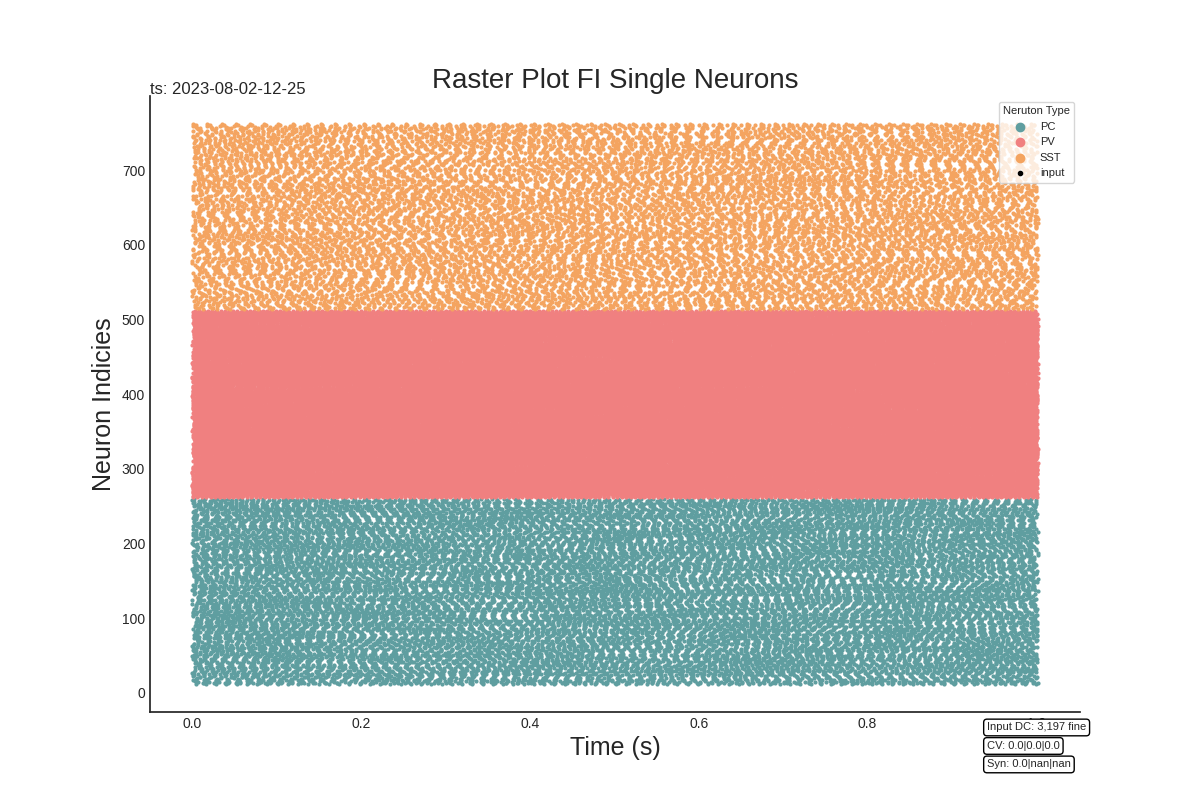 Raster Plot FI Single Neurons
ts: 2023-08-02-12-25
Neruton Type
PC
PV
SST
input
Neuron Indicies
700
600
500
400
300
200
100
0
0.0
0.2
0.4
0.6
0.8
Time (s)
Input DC: 3,197 fine
CV: 0.0|0.0|0.0
Syn: 0.0|nan|nan